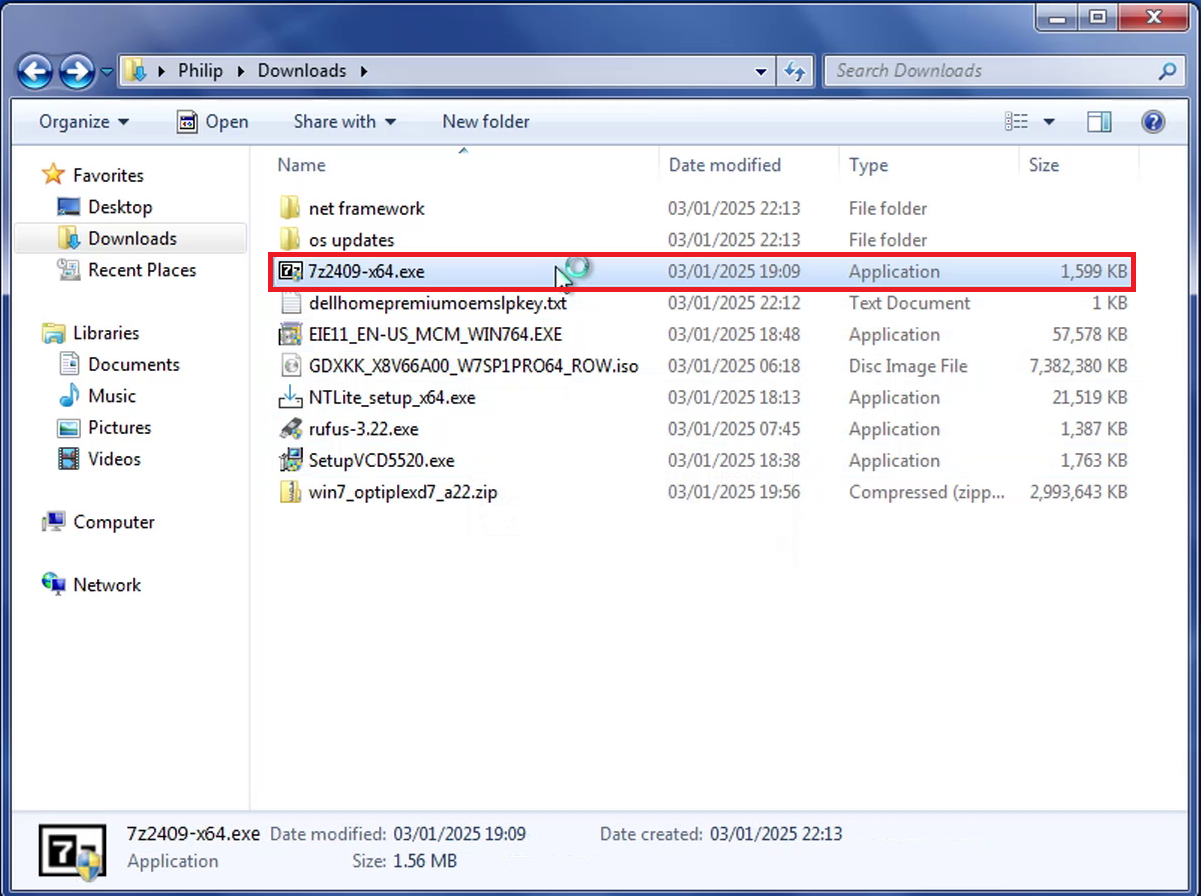 Philip Downloads Search Downloads
Organize Open Share with New folder
Favorites
Desktop
Downloads
Recent Places
Libraries
Documents
Music
Pictures
Videos
Computer
Network
Name Date modified Type Size
net framework 03/01/2025 22:13 File folder
os updates 03/01/2025 22:13 File folder
7z2409-x64.exe 03/01/2025 19:09 Application 1,599 KB
dellhomepremiumoemslpkey.txt 03/01/2025 22:12 Text Document 1 KB
EIE11_EN-US_MCM_WIN764.EXE 03/01/2025 18:48 Application 57,578 KB
GDXKK_X8V66A00_W7SP1PRO64_ROW.iso 03/01/2025 06:18 Disc Image File 7,382,380 KB
NTLite_setup_x64.exe 03/01/2025 18:13 Application 21,519 KB
rufus-3.22.exe 03/01/2025 07:45 Application 1,387 KB
SetupVCD5520.exe 03/01/2025 18:38 Application 1,763 KB
win7_optiplexd7_a22.zip 03/01/2025 19:56 Compressed (zipp... 2,993,643 KB
7z2409-x64.exe Date modified: 03/01/2025 19:09 Date created: 03/01/2025 22:13
Application Size: 1.56 MB